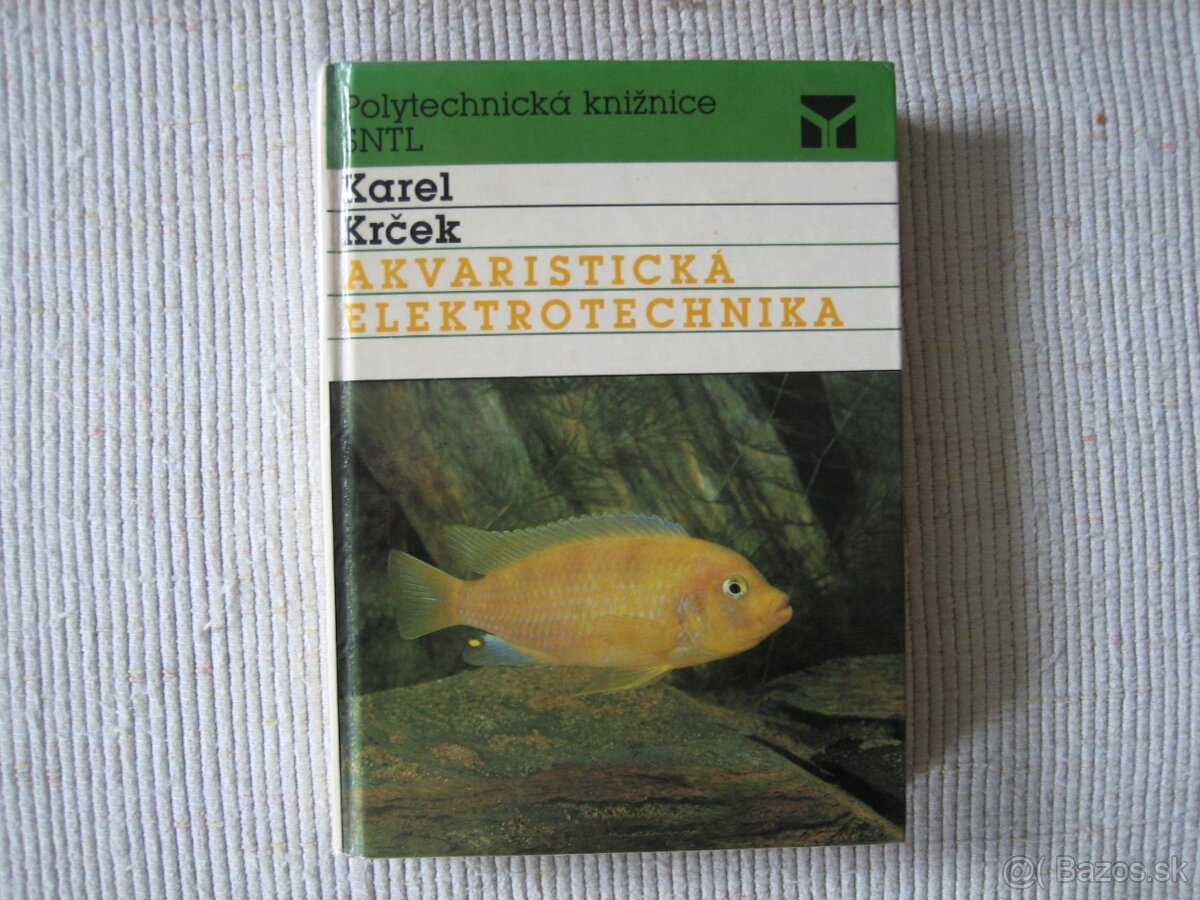 Polytechnická knižnice
SNTL
Karel
Krček
AKVARISTICKÁ
ELEKTROTECHNIKA
@( Bazos.sk